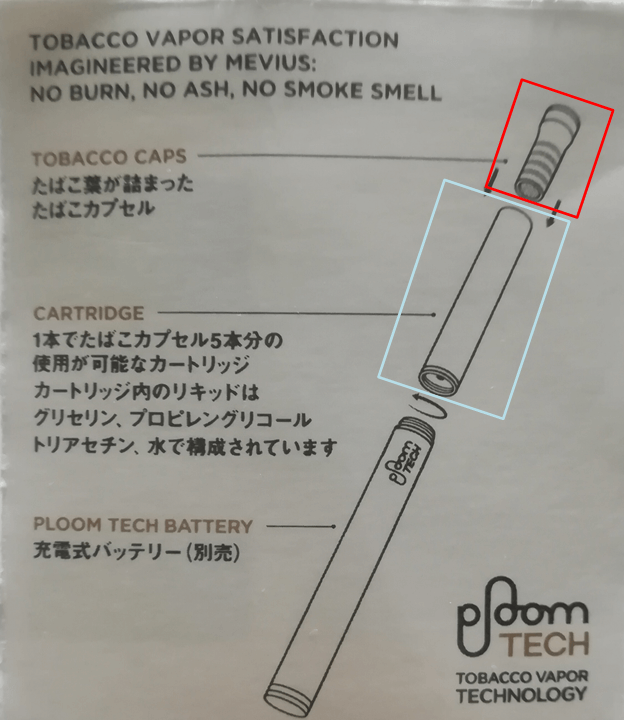 TOBACCO VAPOR SATISFACTION
IMAGINEERED BY MEVIUS:
NO BURN, NO ASH, NO SMOKE SMELL
TOBACCO CAPS
たばこ葉が詰まった
たばこカプセル
CARTRIDGE
1本でたばこカプセル5本分の
使用が可能なカートリッジ
カートリッジ内のリキッドは
グリセリン、プロピレングリコール
トリアセチン、水で構成されています
ploom
TECH
PLOOM TECH BATTERY
充電式バッテリー(別売)
ploom
TECH
TOBACCO VAPOR
TECHNOLOGY